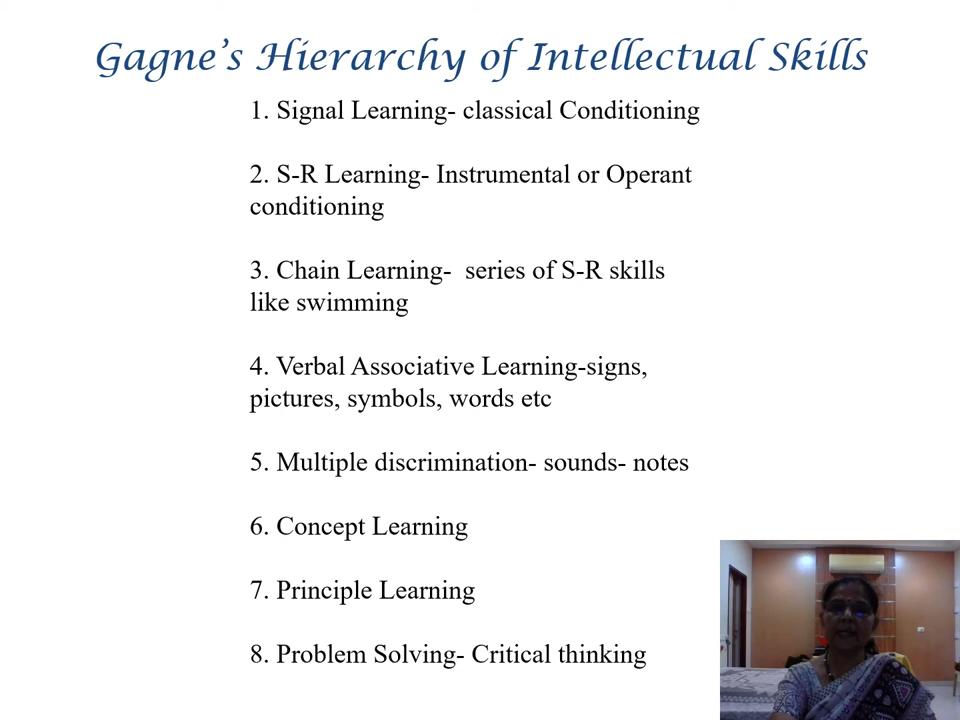 Gagne's Hierarchy of Intellectual Skills
1. Signal Learning- classical Conditioning
2. S-R Learning- Instrumental or Operant
conditioning
3. Chain Learning-  series of S-R skills
like swimming
4. Verbal Associative Learning-signs,
pictures, symbols, words etc
5. Multiple discrimination- sounds- notes
6. Concept Learning
7. Principle Learning
8. Problem Solving- Critical thinking